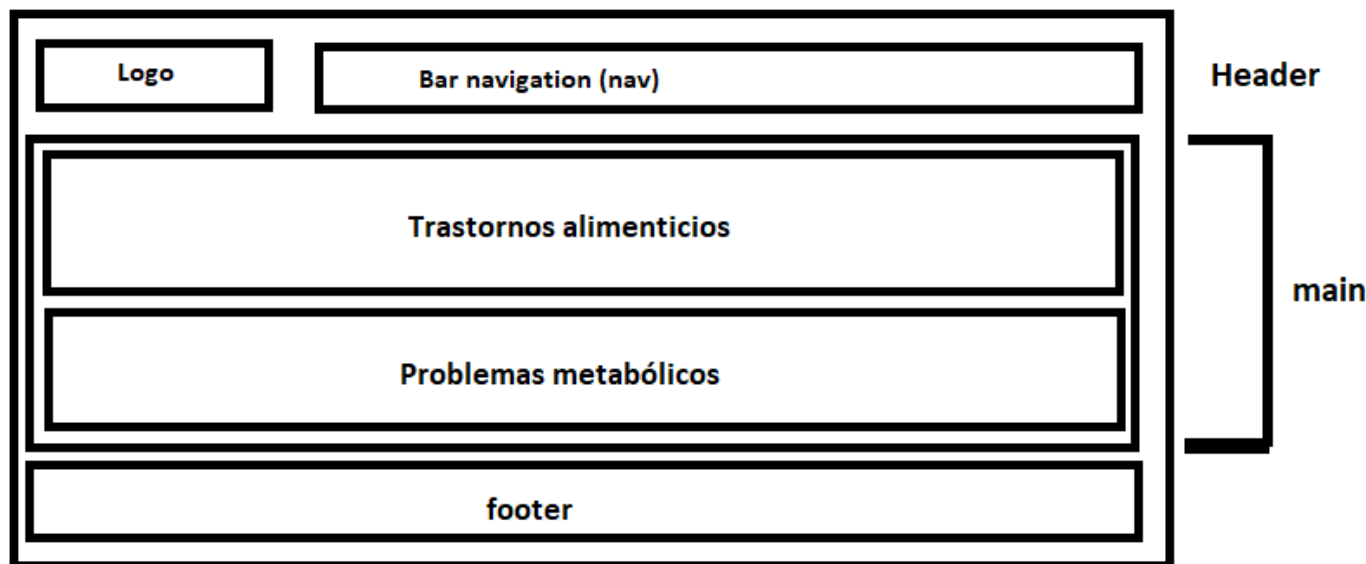 Logo
Bar navigation (nav)
Header
Trastornos alimenticios
main
Problemas metabólicos
footer